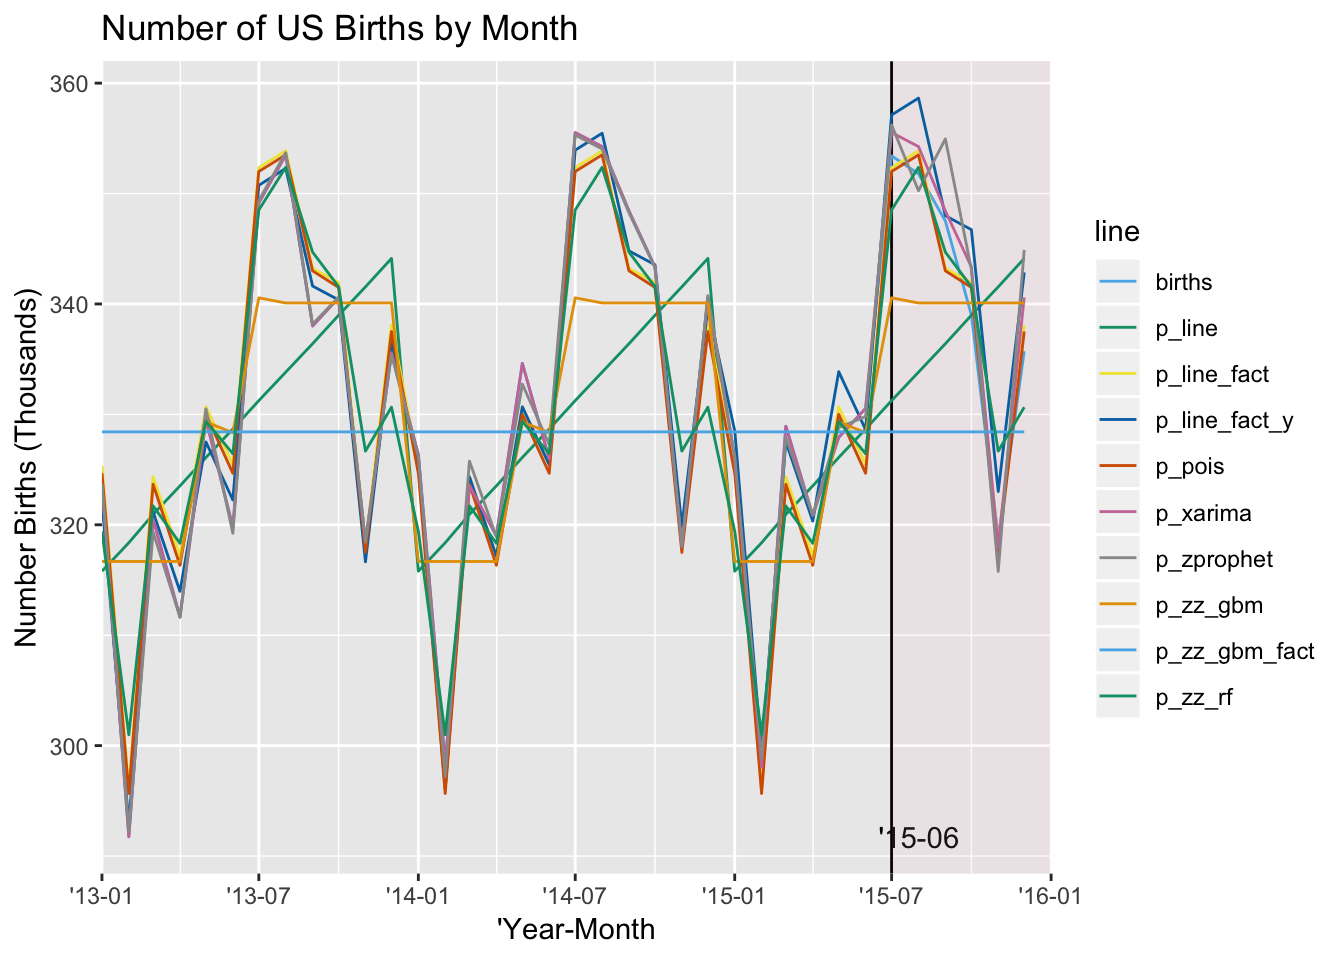 Number of US Births by Month
Number Births (Thousands)
360
340
320
300
'15-06
'13-01
'13-07
'14-01
'14-07
'15-01
'15-07
'16-01
'Year-Month
line
births
p_line
p_line_fact
p_line_fact_y
p_pois
p_xarima
p_zprophet
p_zz_gbm
p_zz_gbm_fact
p_zz_rf